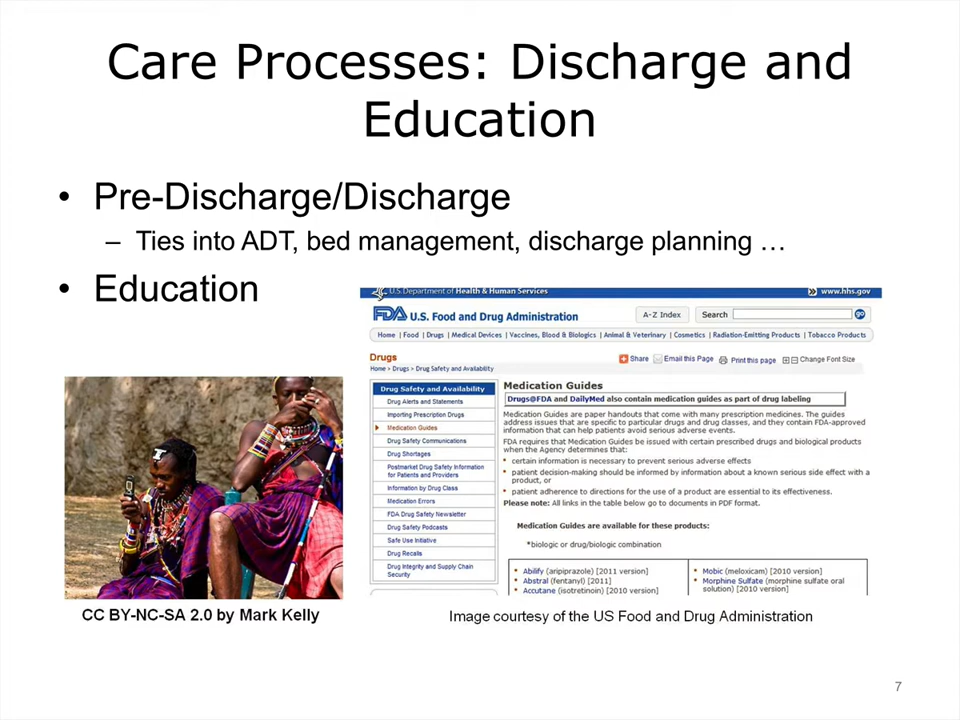 Care Processes: Discharge and
Education
• Pre-Discharge/Discharge
– Ties into ADT, bed management, discharge planning …
• Education
U.S.Department of Health & Human Services
www.hhs.gov
FDA U.S. Food and Drug Administration
A-Z Index
Search
go
Home | Food | Drugs | Medical Devices | Vaccines, Blood & Biologics | Animal & Veterinary | Cosmetics | Radiation-Emitting Products | Tobacco Products
Drugs
Share
Email this Page
Print this page
Change Font Size
Home > Drugs > Drug Safety and Availability
Drug Safety and Availability
Drug Alerts and Statements
Importing Prescription Drugs
Medication Guides
Drug Safety Communications
Drug Shortages
Postmarket Drug Safety Information
for Patients and Providers
Information by Drug Class
Medication Errors
FDA Drug Safety Newsletter
Drug Safety Podcasts
Safe Use Initiative
Drug Recalls
Drug Integrity and Supply Chain
Security
Medication Guides
Drugs@FDA and DailyMed also contain medication guides as part of drug labeling
Medication Guides are paper handouts that come with many prescription medicines. The guides
address issues that are specific to particular drugs and drug classes, and they contain FDA-approved
information that can help patients avoid serious adverse events.
FDA requires that Medication Guides be issued with certain prescribed drugs and biological products
when the Agency determines that:
• certain information is necessary to prevent serious adverse effects
• patient decision-making should be informed by information about a known serious side effect with a
product, or
• patient adherence to directions for the use of a product are essential to its effectiveness.
Please note: All links in the table below go to documents in PDF format.
Medication Guides are available for these products:
*biologic or drug/biologic combination
• Abilify (aripiprazole) [2011 version]
• Abstral (fentanyl) [2011]
• Accutane (isotretinoin) [2010 version]
• Mobic (meloxicam) [2010 version]
• Morphine Sulfate (morphine sulfate oral
solution) [2010 version]
CC BY-NC-SA 2.0 by Mark Kelly
Image courtesy of the US Food and Drug Administration
7